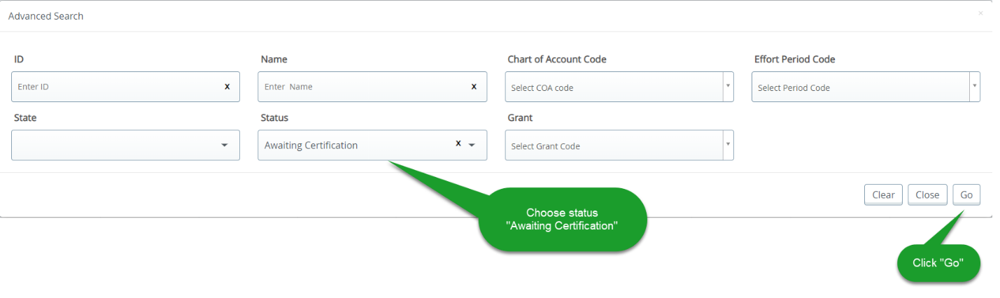 Advanced Search
×
ID
Name
Chart of Account Code
Effort Period Code
Enter ID x
Enter Name x
Select COA code
Select Period Code
State
Status
Grant
Awaiting Certification x
Select Grant Code
Clear
Close
Go
Choose status
"Awaiting Certification"
Click "Go"